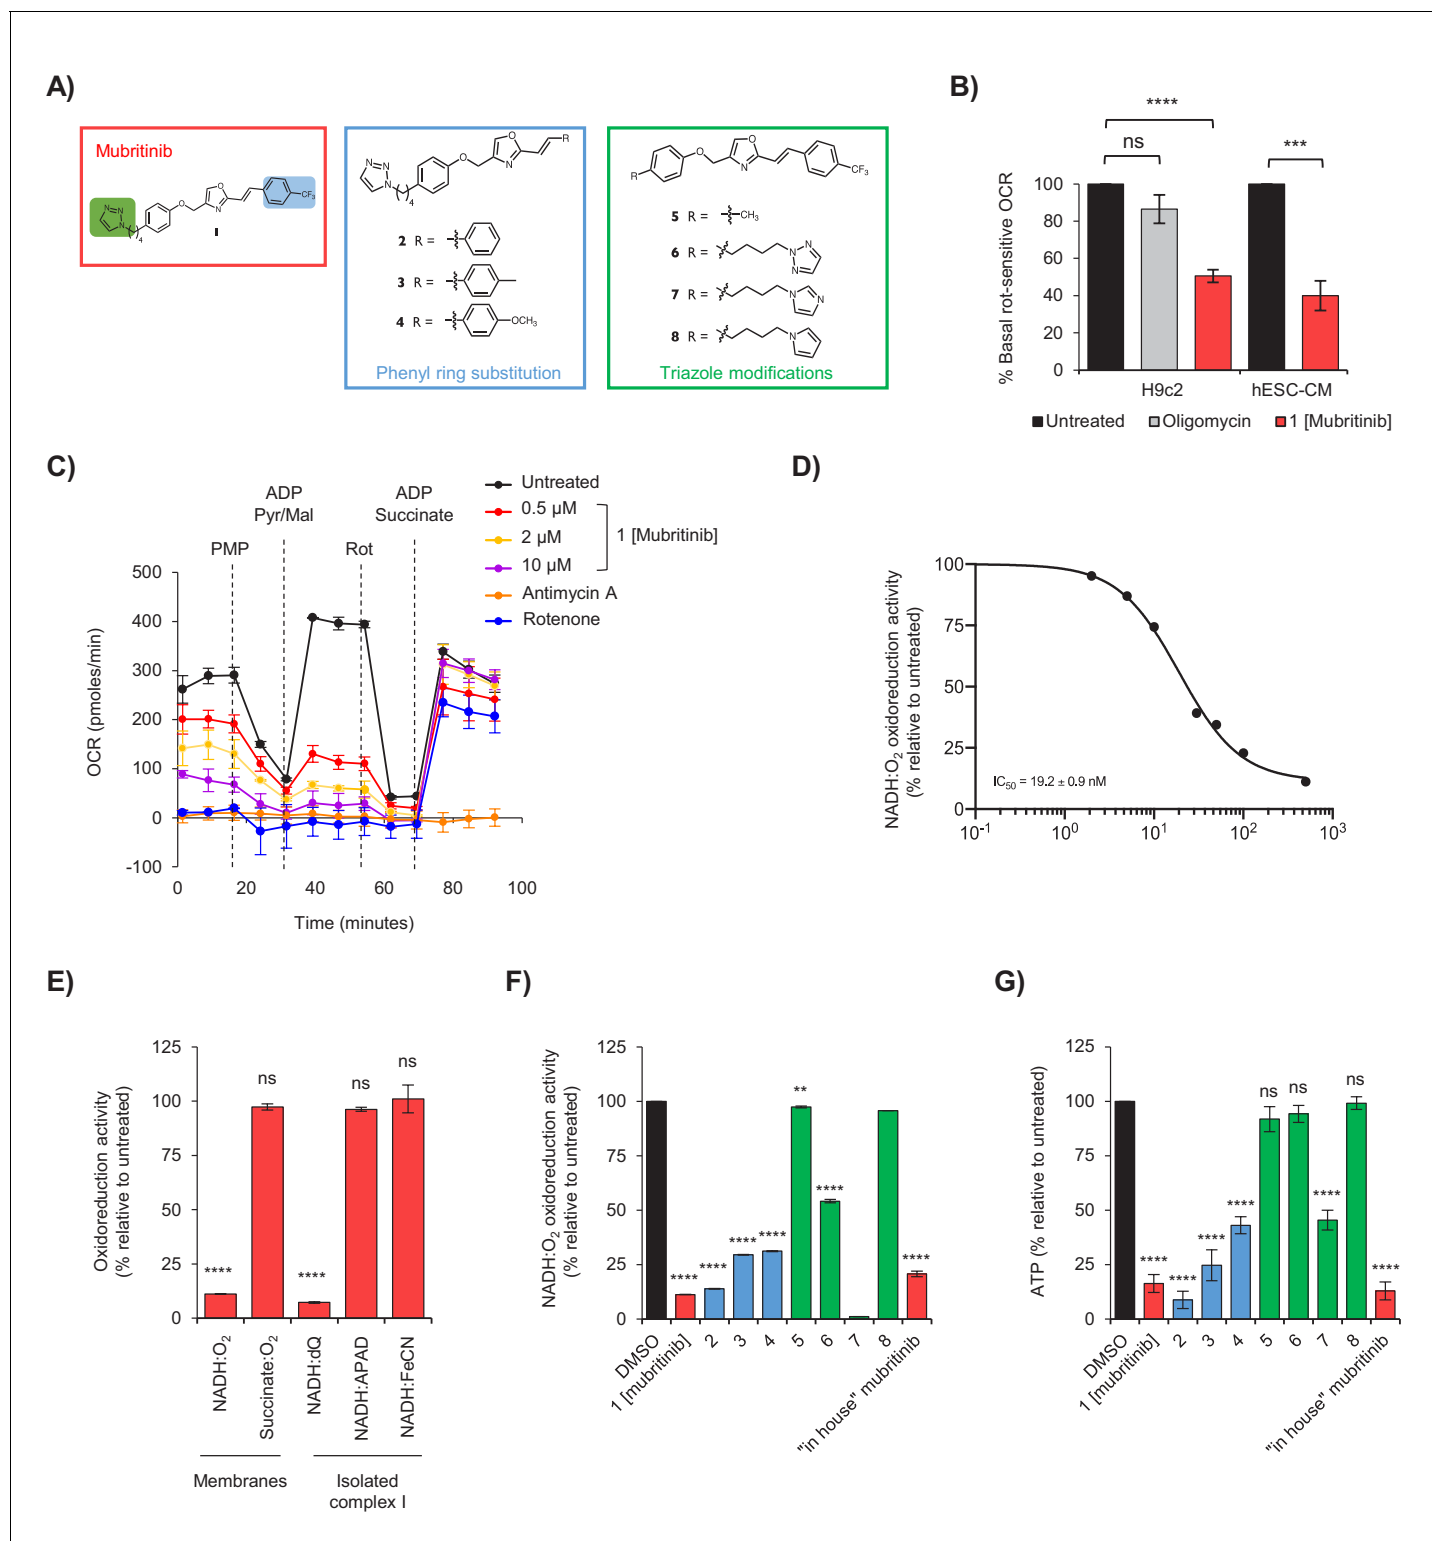 A)
Mubritinib
N
N
N
4
O
O
N
CF3
1
N
N
N
4
O
O
N
R
2 R =
3 R =
4 R =
OCH3
Phenyl ring substitution
R
O
O
N
CF3
5 R =
CH3
6 R =
N
N
N
7 R =
N
N
8 R =
N
Triazole modifications
B)
****
ns
***
% Basal rot-sensitive OCR
100
80
60
40
20
0
H9c2
hESC-CM
Untreated
Oligomycin
1 [Mubritinib]
C)
ADP
Pyr/Mal
ADP
Succinate
PMP
Rot
Untreated
0.5 µM
2 µM
10 µM
1 [Mubritinib]
Antimycin A
Rotenone
OCR (pmoles/min)
500
400
300
200
100
0
-100
0
20
40
60
80
100
Time (minutes)
D)
NADH:O2 oxidoreduction activity
(% relative to untreated)
100
75
50
25
0
IC50 = 19.2 ± 0.9 nM
10-1
100
101
102
103
E)
Oxidoreduction activity
(% relative to untreated)
125
100
75
50
25
0
****
ns
****
ns
ns
NADH:O2
Succinate:O2
NADH:dQ
NADH:APAD
NADH:FeCN
Membranes
Isolated
complex I
F)
NADH:O2 oxidoreduction activity
(% relative to untreated)
125
100
75
50
25
0
****
****
****
****
**
****
****
DMSO
1 [mubritinib]
2
3
4
5
6
7
8
"in house" mubritinib
G)
ATP (% relative to untreated)
125
100
75
50
25
0
****
****
****
****
ns
ns
****
ns
****
DMSO
1 [mubritinib]
2
3
4
5
6
7
8
"in house" mubritinib